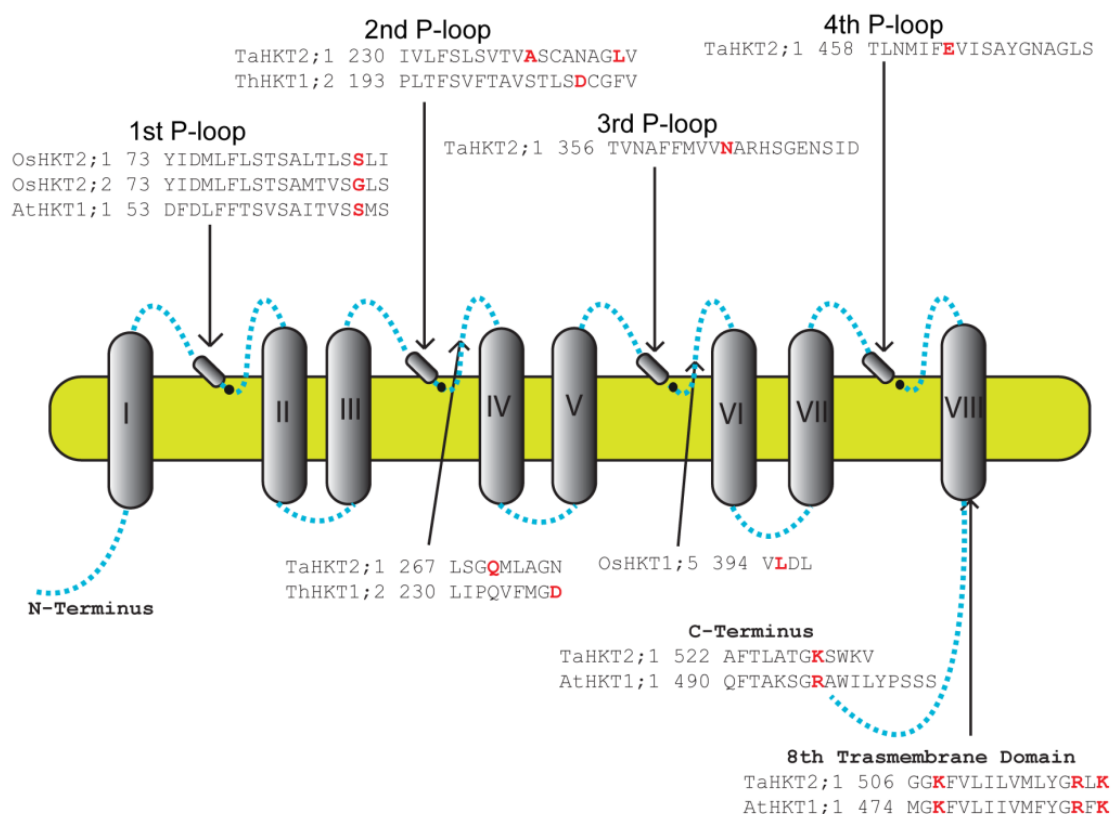 2nd P-loop
TaHKT2;1 230 IVLFSLSVTVASCANAGLV
ThHKT1;2 193 PLTFSVFTAVSTLSDCGFV
4th P-loop
TaHKT2;1 458 TLNMIFEVISAYGNAGLS
1st P-loop
OsHKT2;1 73 YIDMLFLSTSALTLSSLI
OsHKT2;2 73 YIDMLFLSTSAMTVSGLS
AtHKT1;1 53 DFDLFFTSVSAITVSSMS
3rd P-loop
TaHKT2;1 356 TVNAFFMVVNARHSGENSID
I
II
III
IV
V
VI
VII
VIII
N-Terminus
TaHKT2;1 267 LSGQMLAGN
ThHKT1;2 230 LIPQVFMGD
OsHKT1;5 394 VLDL
C-Terminus
TaHKT2;1 522 AFTLATGKSWKV
AtHKT1;1 490 QFTAKSGRAWILYPSSS
8th Trasmembrane Domain
TaHKT2;1 506 GGKFVLILVMLYGRLK
AtHKT1;1 474 MGKFVLIIVMFYGRFK